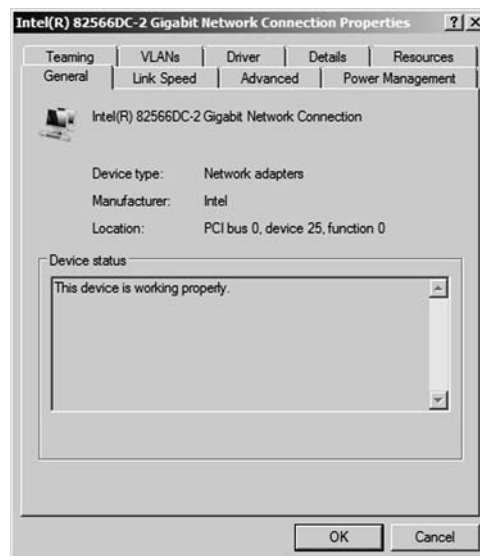 Intel(R) 82566DC-2 Gigabit Network Connection Properties
Teaming VLANs Driver Details Resources
General Link Speed Advanced Power Management
Intel(R) 82566DC-2 Gigabit Network Connection
Device type: Network adapters
Manufacturer: Intel
Location: PCI bus 0, device 25, function 0
Device status
This device is working properly.
OK Cancel